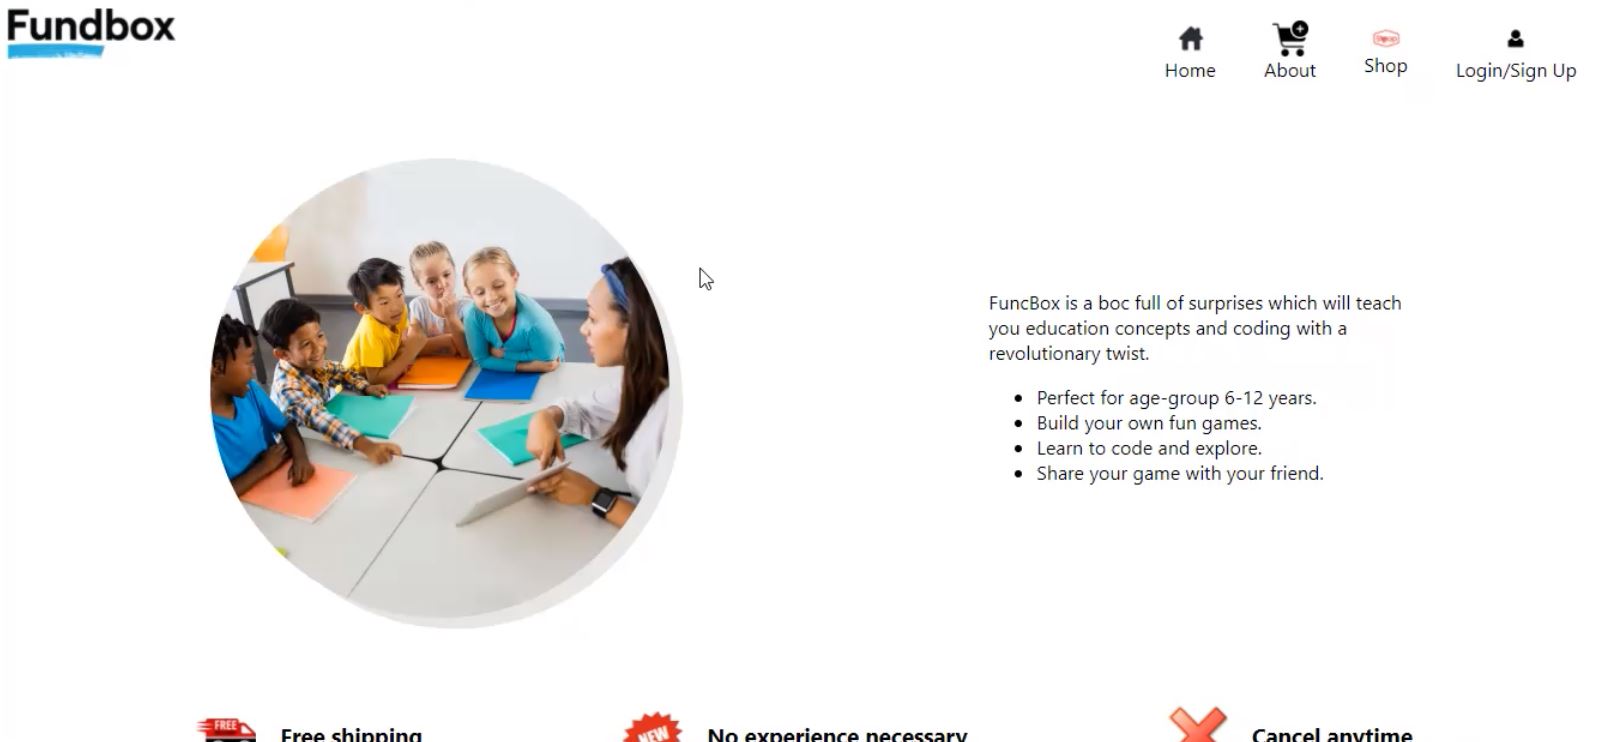 Fundbox
Home
About
Shop
Login/Sign Up
FuncBox is a boc full of surprises which will teach
you education concepts and coding with a
revolutionary twist.
Perfect for age-group 6-12 years.
Build your own fun games.
Learn to code and explore.
Share your game with your friend.
FREE
Free shipping
NEW
No experience necessary
Cancel anytime